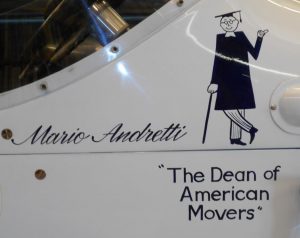 Mario Andretti
"The Dean of
American
Movers"